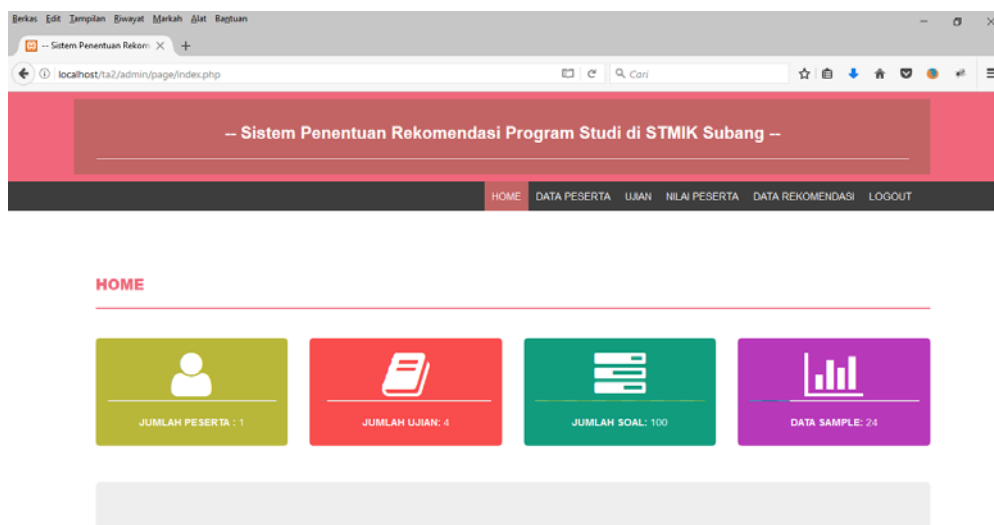 Berkas Edit Tampilan Riwayat Markah Alat Bantuan
-- Sistem Penentuan Rekom
localhost/ta2/admin/page/index.php
Cari
-- Sistem Penentuan Rekomendasi Program Studi di STMIK Subang --
HOME DATA PESERTA UJIAN NILAI PESERTA DATA REKOMENDASI LOGOUT
HOME
JUMLAH PESERTA : 1
JUMLAH UJIAN: 4
JUMLAH SOAL: 100
DATA SAMPLE: 24